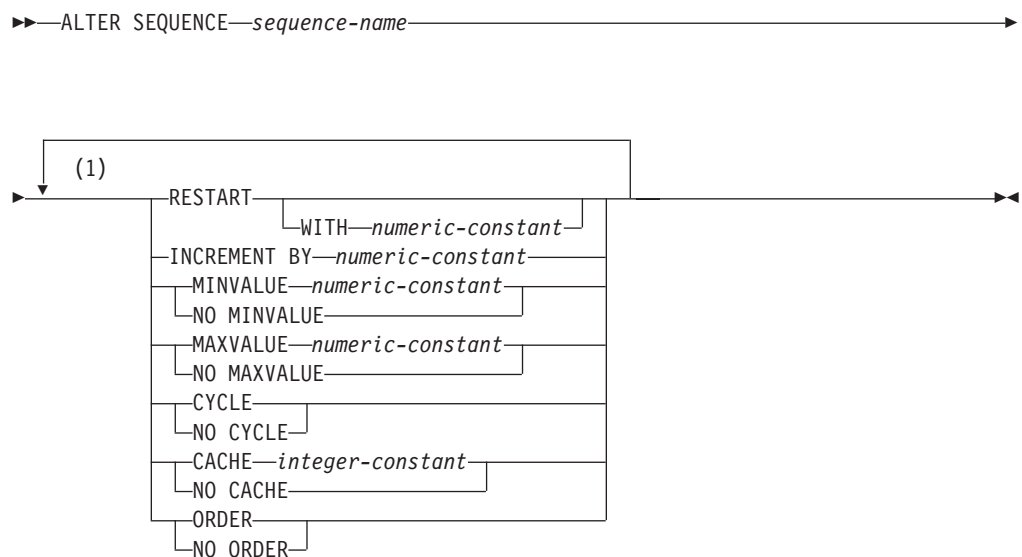 ALTER SEQUENCE sequence-name
(1)
RESTART
WITH numeric-constant
INCREMENT BY numeric-constant
MINVALUE numeric-constant
NO MINVALUE
MAXVALUE numeric-constant
NO MAXVALUE
CYCLE
NO CYCLE
CACHE integer-constant
NO CACHE
ORDER
NO ORDER